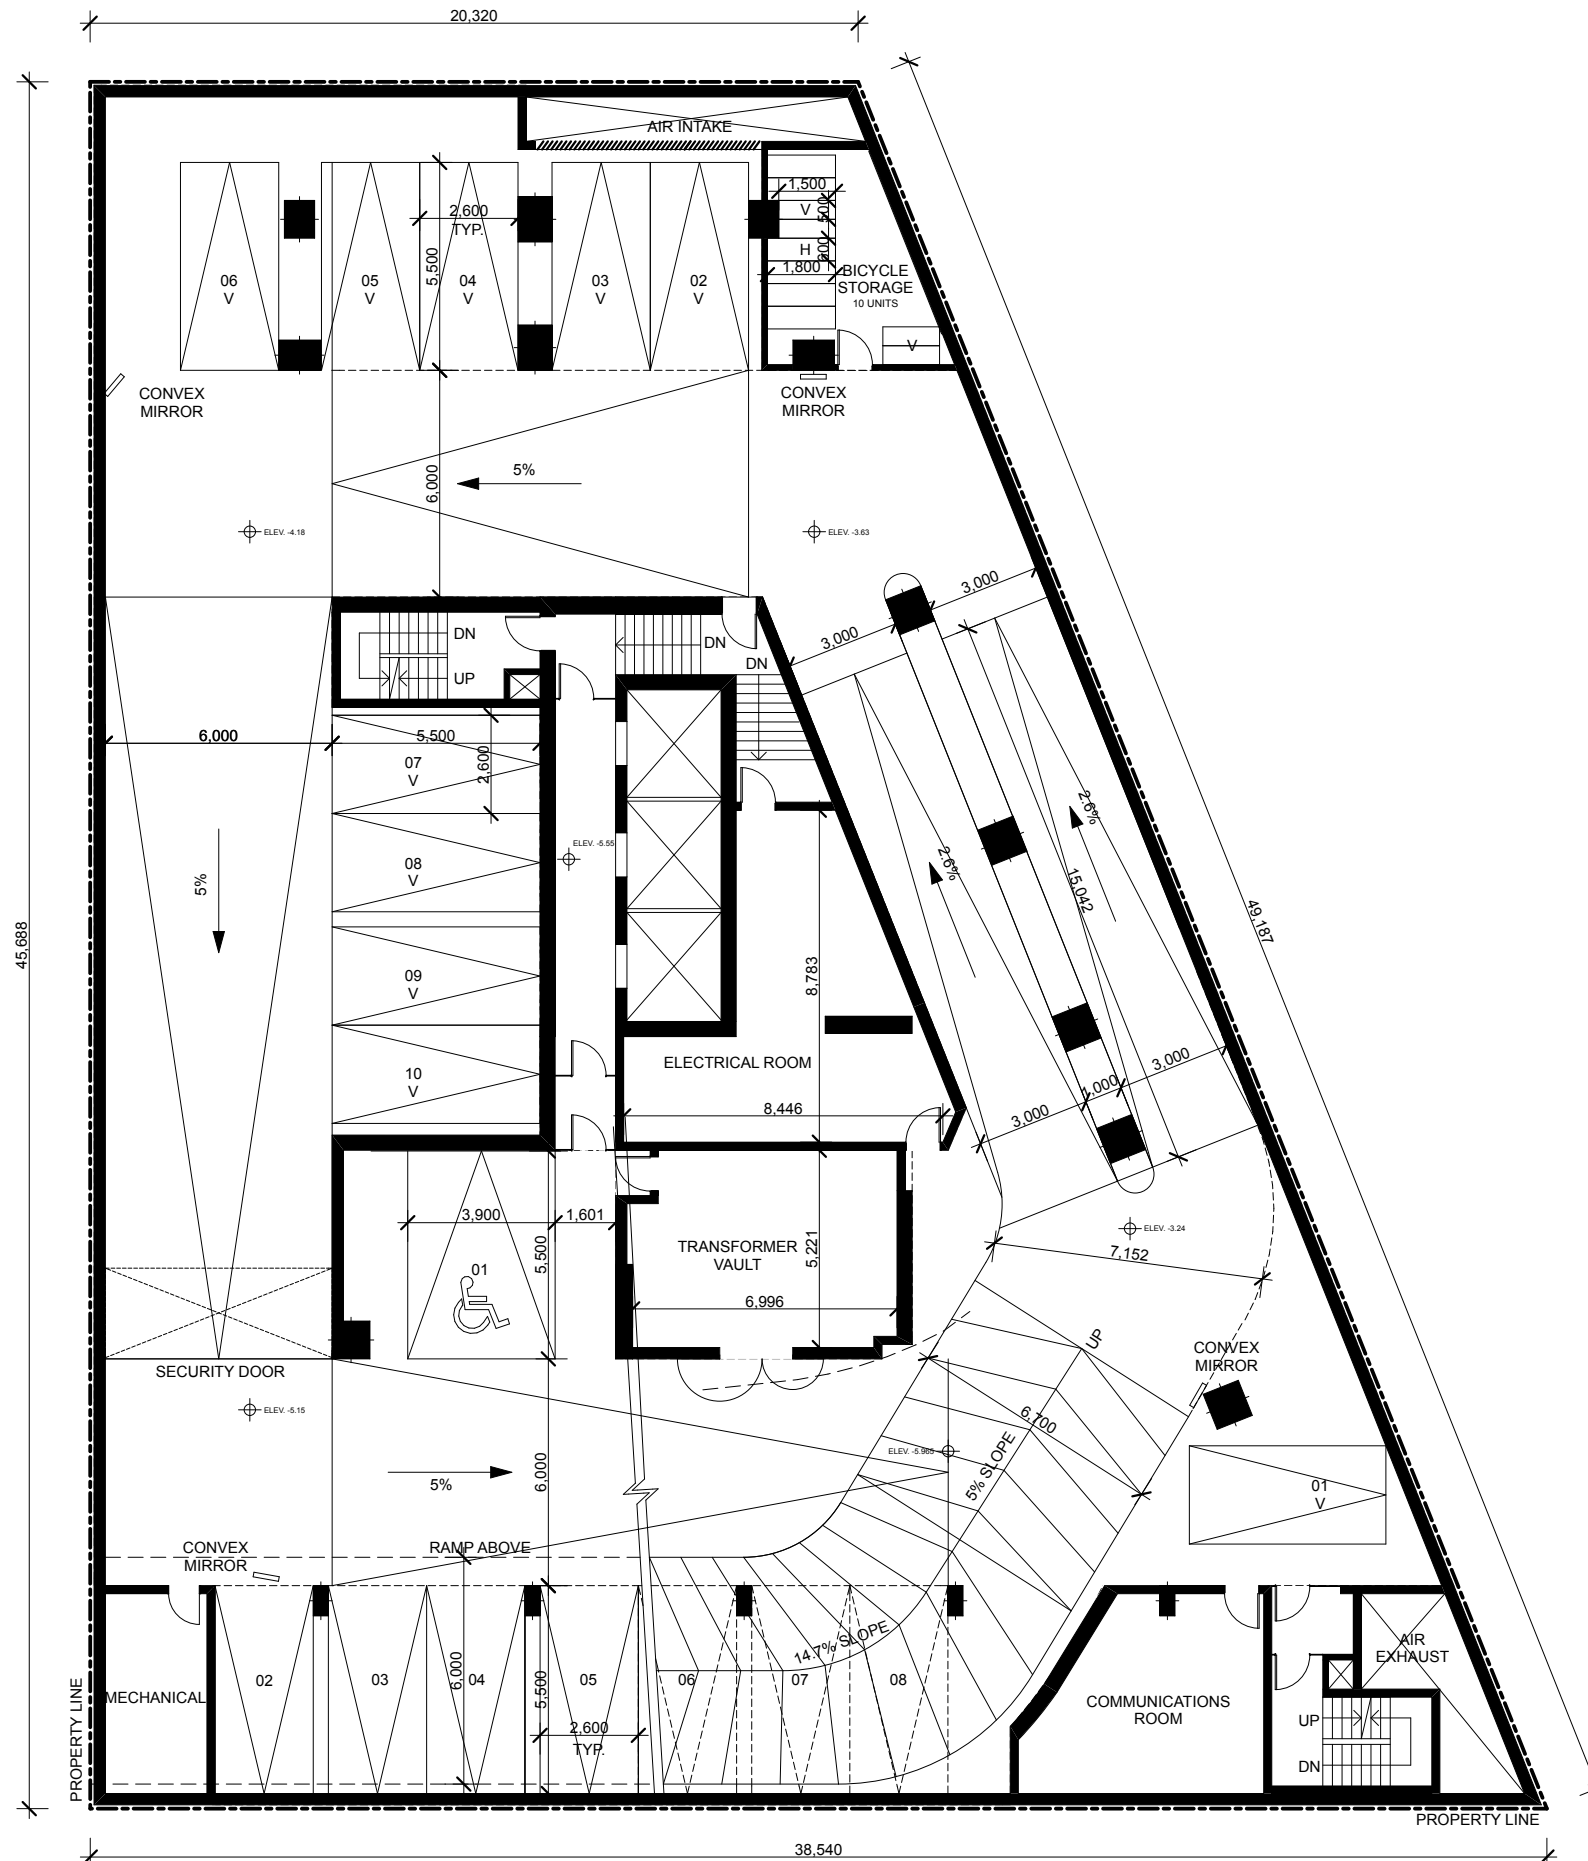 20,320
AIR INTAKE
1,500
V
500
2,600
TYP.
H
600
5,500
1,800
BICYCLE
STORAGE
10 UNITS
06
V
05
V
04
V
03
V
02
V
V
CONVEX
MIRROR
CONVEX
MIRROR
5%
6,000
ELEV. -4.18
ELEV. -3.63
3,000
3,000
DN
UP
DN
DN
6,000
5,500
2,600
07
V
2.6%
2.6%
15,042
ELEV. -5.55
08
V
5%
49,187
45,688
8,783
09
V
ELECTRICAL ROOM
10
V
8,446
3,000
1,000
3,000
3,900
1,601
5,500
01
TRANSFORMER
VAULT
5,221
6,996
ELEV. -3.24
7,152
UP
CONVEX
MIRROR
SECURITY DOOR
ELEV. -5.15
6,700
ELEV. -5.965
5% SLOPE
5%
6,000
01
V
CONVEX
MIRROR
RAMP ABOVE
14.7% SLOPE
AIR
EXHAUST
MECHANICAL
02
03
6,000
04
5,500
05
06
07
08
2,600
TYP.
COMMUNICATIONS
ROOM
UP
DN
PROPERTY LINE
PROPERTY LINE
38,540